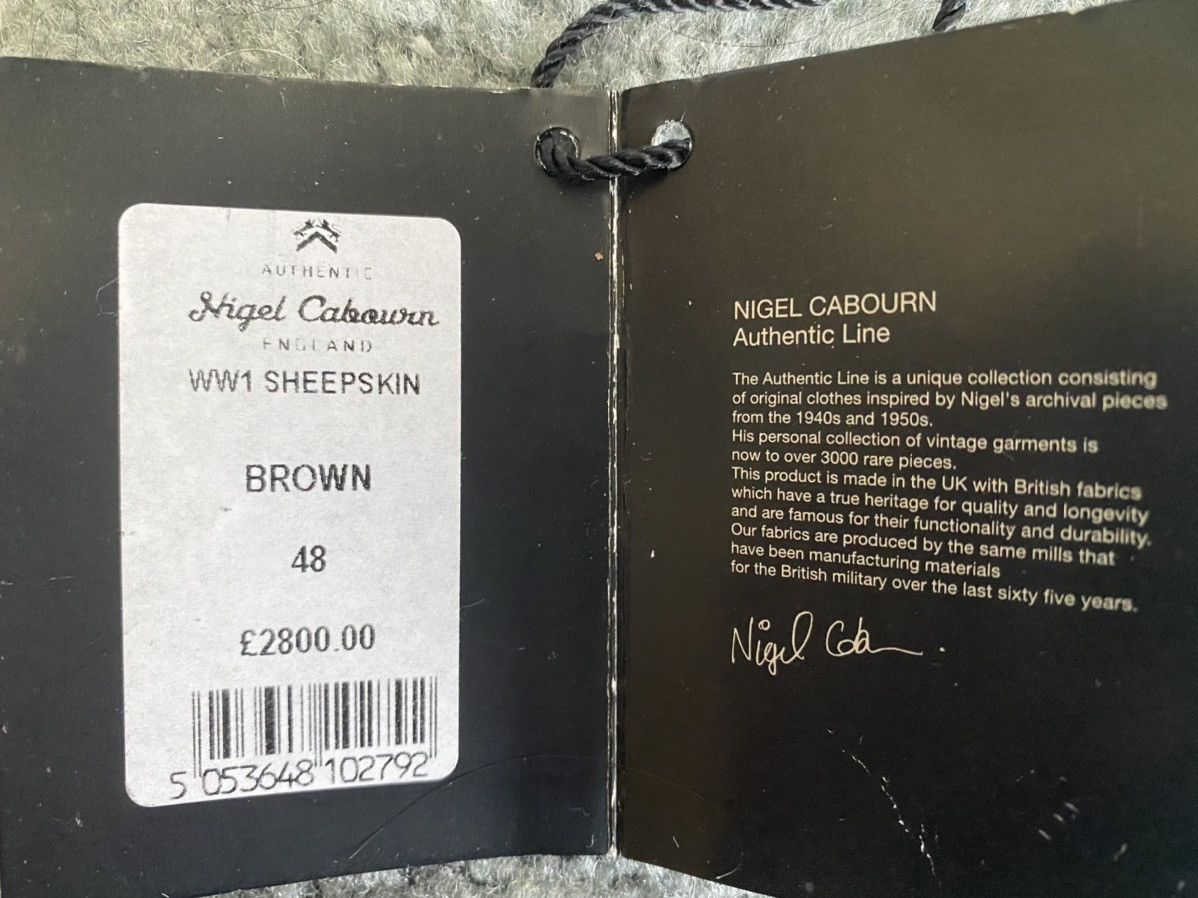 AUTHENTIC
Nigel Cabourn
ENGLAND
WW1 SHEEPSKIN
BROWN
48
£2800.00
5 053648 102792
NIGEL CABOURN
Authentic Line
The Authentic Line is a unique collection consisting
of original clothes inspired by Nigel's archival pieces
from the 1940s and 1950s.
His personal collection of vintage garments is
now to over 3000 rare pieces.
This product is made in the UK with British fabrics
which have a true heritage for quality and longevity
and are famous for their functionality and durability.
Our fabrics are produced by the same mills that
have been manufacturing materials
for the British military over the last sixty five years.
Nigel